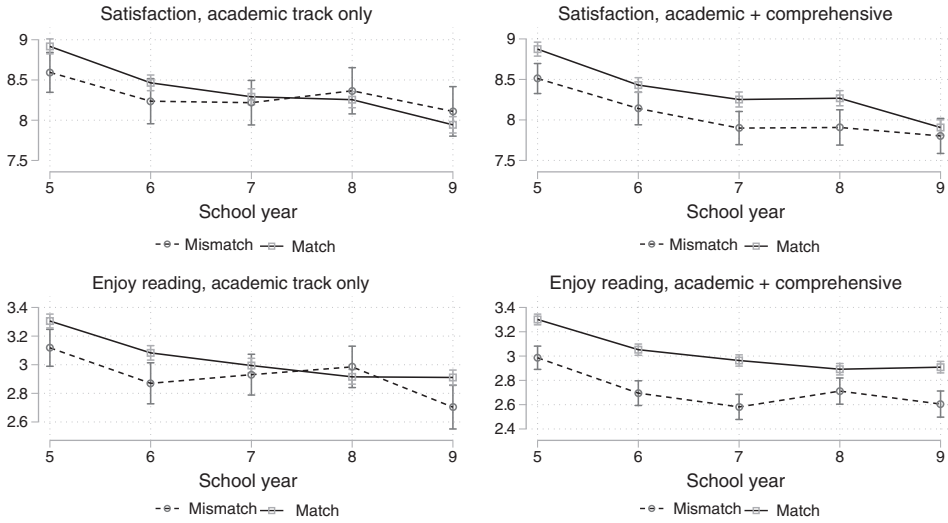 Satisfaction, academic track only
9
8.5
8
7.5
5 6 7 8 9
School year
Mismatch Match
Satisfaction, academic + comprehensive
9
8.5
8
7.5
5 6 7 8 9
School year
Mismatch Match
Enjoy reading, academic track only
3.4
3.2
3
2.8
2.6
5 6 7 8 9
School year
Mismatch Match
Enjoy reading, academic + comprehensive
3.4
3.2
3
2.8
2.6
2.4
5 6 7 8 9
School year
Mismatch Match